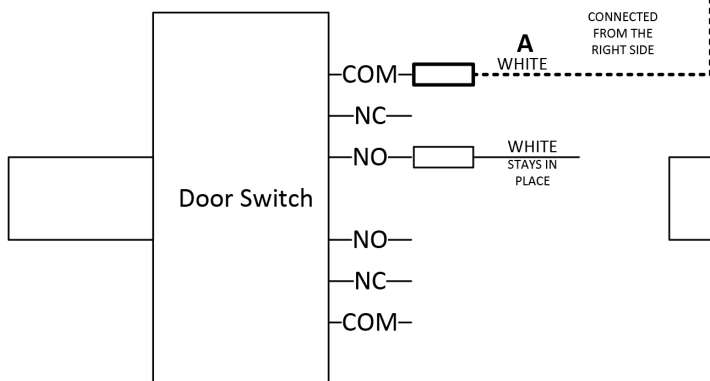 CONNECTED
FROM THE
RIGHT SIDE
A
WHITE
COM
NC
NO
WHITE
STAYS IN
PLACE
Door Switch
NO
NC
COM